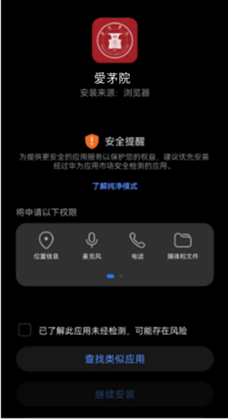 爱茅院
安装来源：浏览器
安全提醒
为提供更安全的应用服务以保护您的权益，建议优先安装
经过华为应用市场安全检测的应用。
了解纯净模式
将申请以下权限
位置信息
麦克风
电话
媒体和文件
已了解此应用未经检测，可能存在风险
查找类似应用
继续安装